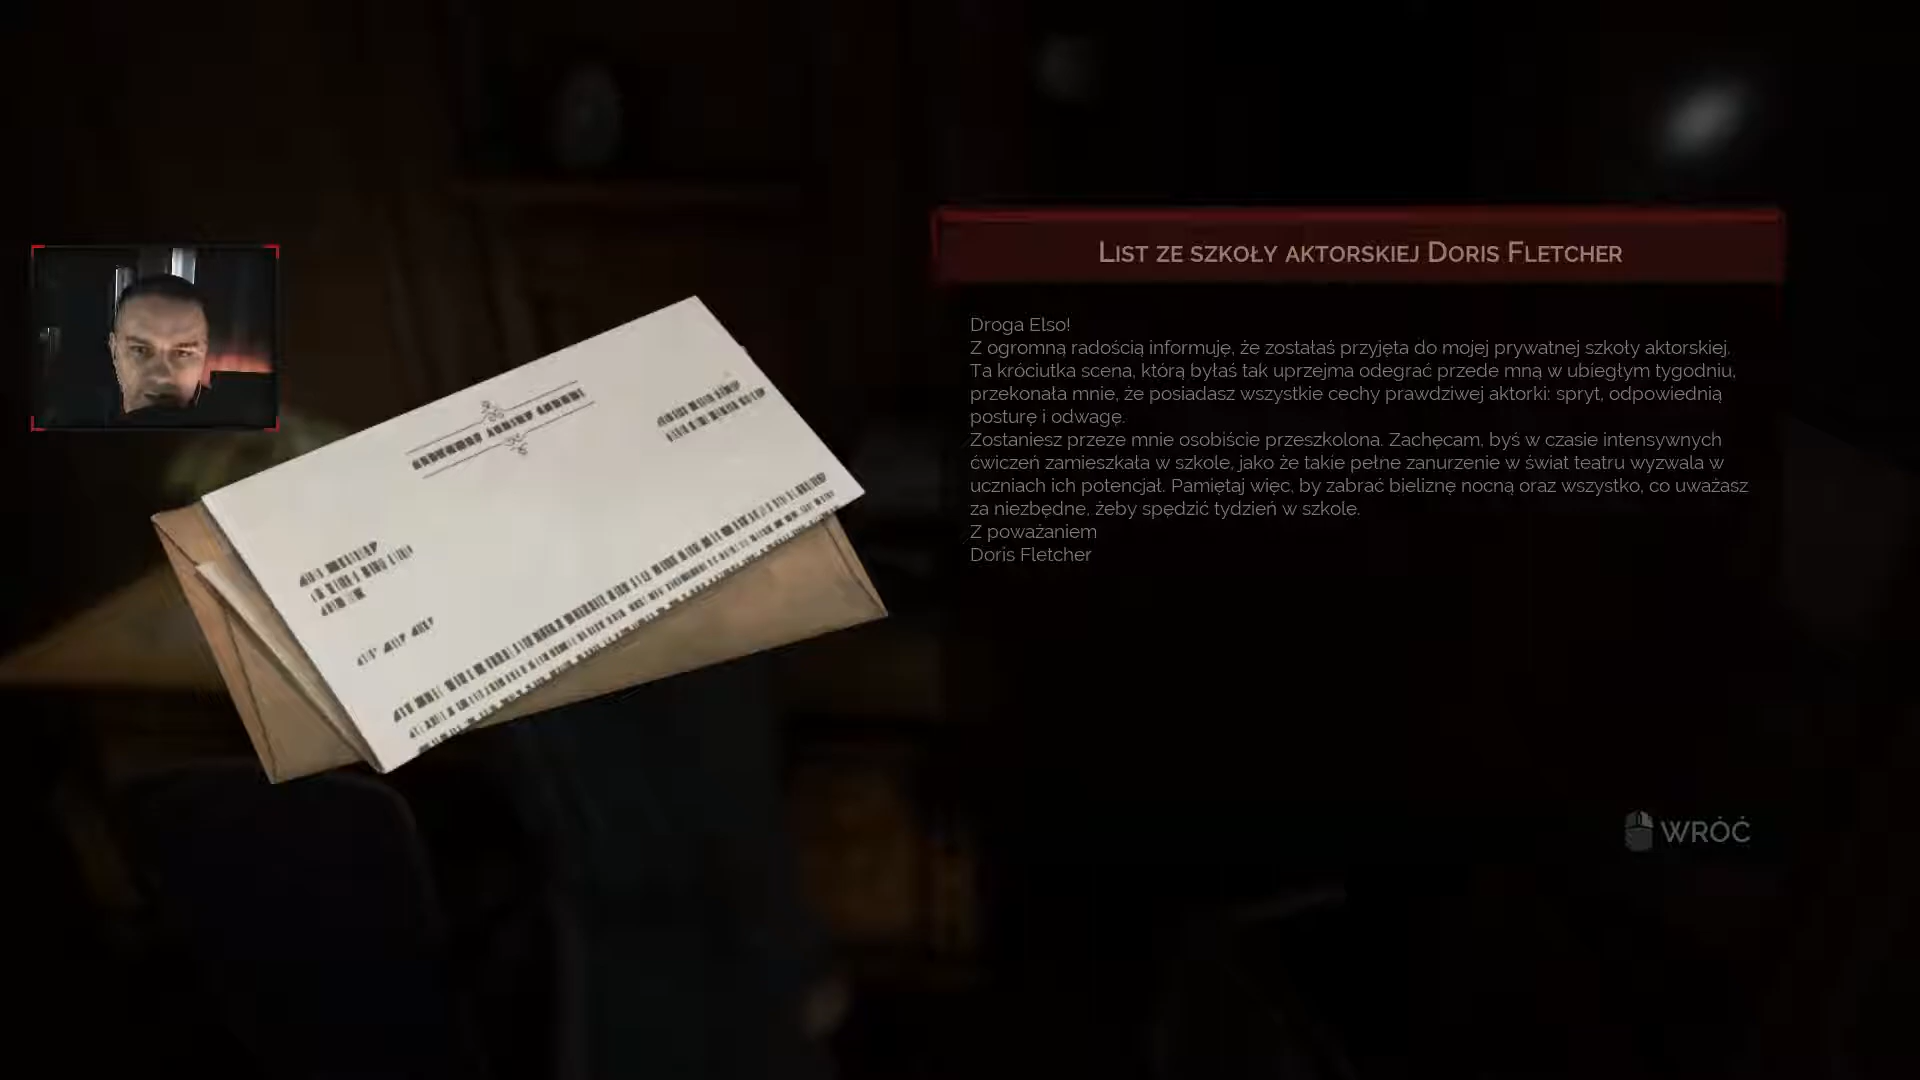 List ze szkoły aktorskiej Doris Fletcher
Droga Elso!
Z ogromną radością informuję, że zostałaś przyjęta do mojej prywatnej szkoły aktorskiej.
Ta króciutka scena, którą byłaś tak uprzejma odegrać przede mną w ubiegłym tygodniu,
przekonała mnie, że posiadasz wszystkie cechy prawdziwej aktorki: spryt, odpowiednią
posturę i odwagę.
Zostaniesz przeze mnie osobiście przeszkolona. Zachęcam, byś w czasie intensywnych
ćwiczeń zamieszkała w szkole, jako że takie pełne zanurzenie w świat teatru wyzwala w
uczniach ich potencjał. Pamiętaj więc, by zabrać bieliznę nocną oraz wszystko, co uważasz
za niezbędne, żeby spędzić tydzień w szkole.
Z poważaniem
Doris Fletcher
WRÓĆ